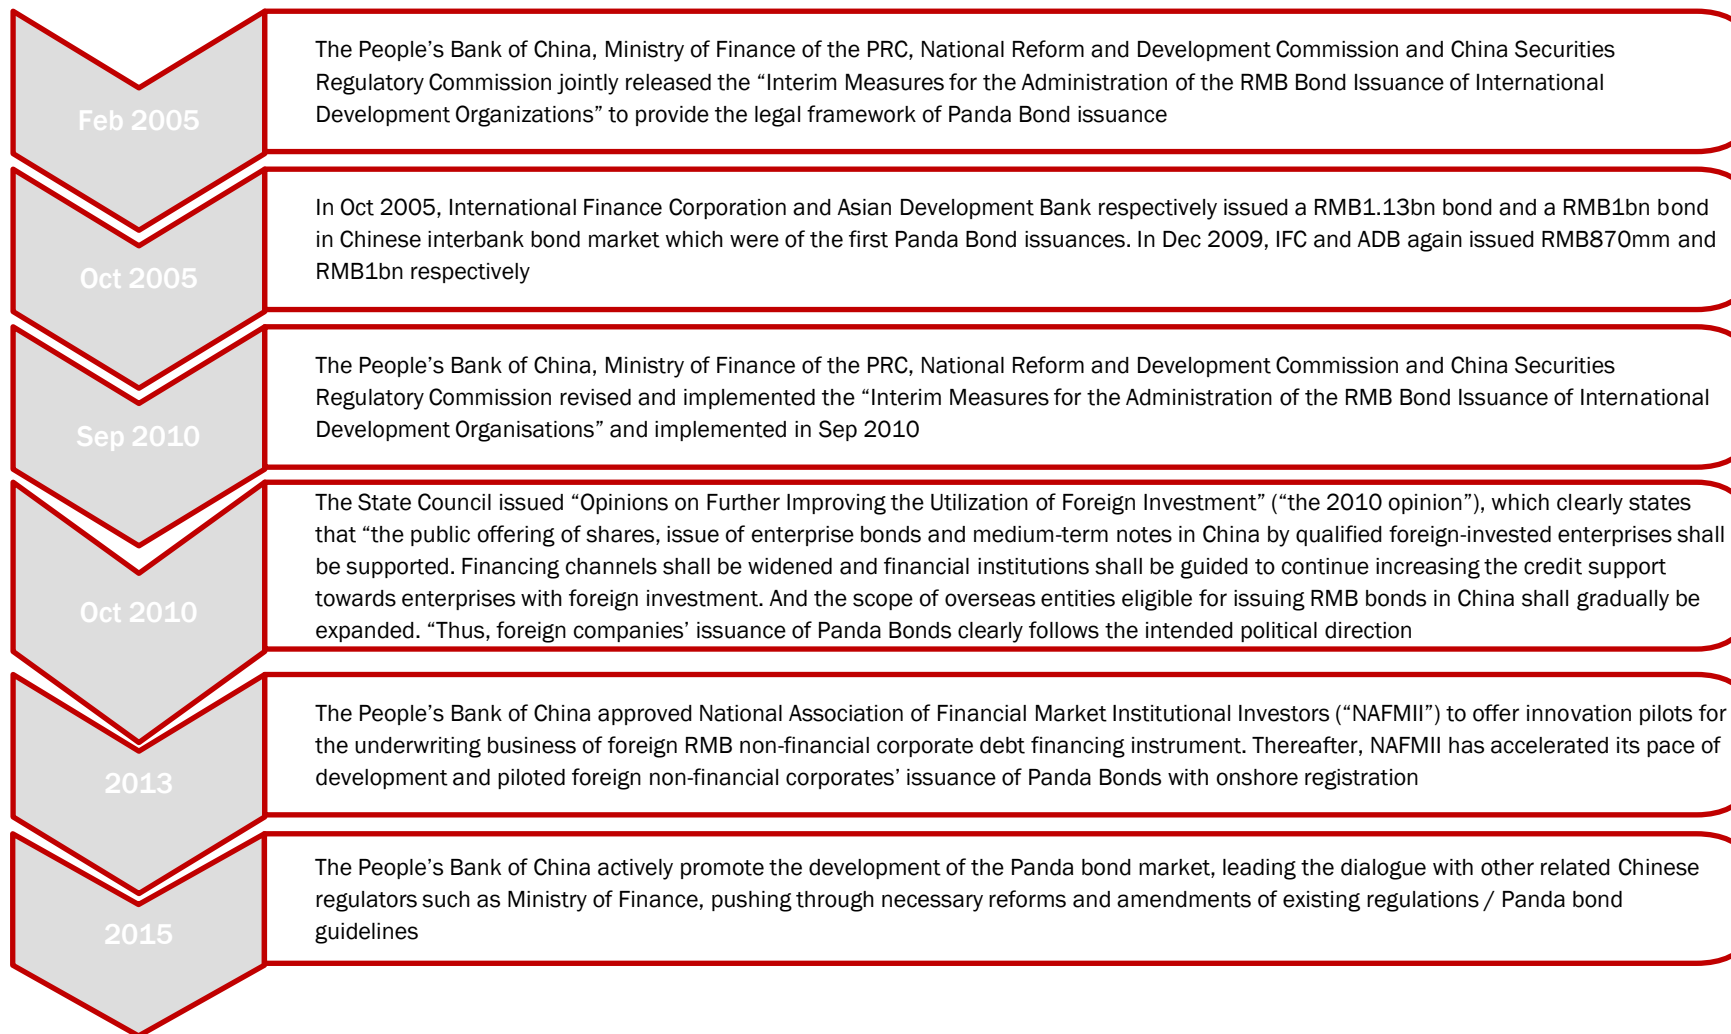 Feb 2005
The People’s Bank of China, Ministry of Finance of the PRC, National Reform and Development Commission and China Securities
Regulatory Commission jointly released the “Interim Measures for the Administration of the RMB Bond Issuance of International
Development Organizations” to provide the legal framework of Panda Bond issuance
Oct 2005
In Oct 2005, International Finance Corporation and Asian Development Bank respectively issued a RMB1.13bn bond and a RMB1bn bond
in Chinese interbank bond market which were of the first Panda Bond issuances. In Dec 2009, IFC and ADB again issued RMB870mm and
RMB1bn respectively
Sep 2010
The People’s Bank of China, Ministry of Finance of the PRC, National Reform and Development Commission and China Securities
Regulatory Commission revised and implemented the “Interim Measures for the Administration of the RMB Bond Issuance of International
Development Organisations” and implemented in Sep 2010
Oct 2010
The State Council issued “Opinions on Further Improving the Utilization of Foreign Investment” (“the 2010 opinion”), which clearly states
that “the public offering of shares, issue of enterprise bonds and medium-term notes in China by qualified foreign-invested enterprises shall
be supported. Financing channels shall be widened and financial institutions shall be guided to continue increasing the credit support
towards enterprises with foreign investment. And the scope of overseas entities eligible for issuing RMB bonds in China shall gradually be
expanded. “Thus, foreign companies’ issuance of Panda Bonds clearly follows the intended political direction
2013
The People’s Bank of China approved National Association of Financial Market Institutional Investors (“NAFMII”) to offer innovation pilots for
the underwriting business of foreign RMB non-financial corporate debt financing instrument. Thereafter, NAFMII has accelerated its pace of
development and piloted foreign non-financial corporates’ issuance of Panda Bonds with onshore registration
2015
The People’s Bank of China actively promote the development of the Panda bond market, leading the dialogue with other related Chinese
regulators such as Ministry of Finance, pushing through necessary reforms and amendments of existing regulations / Panda bond
guidelines